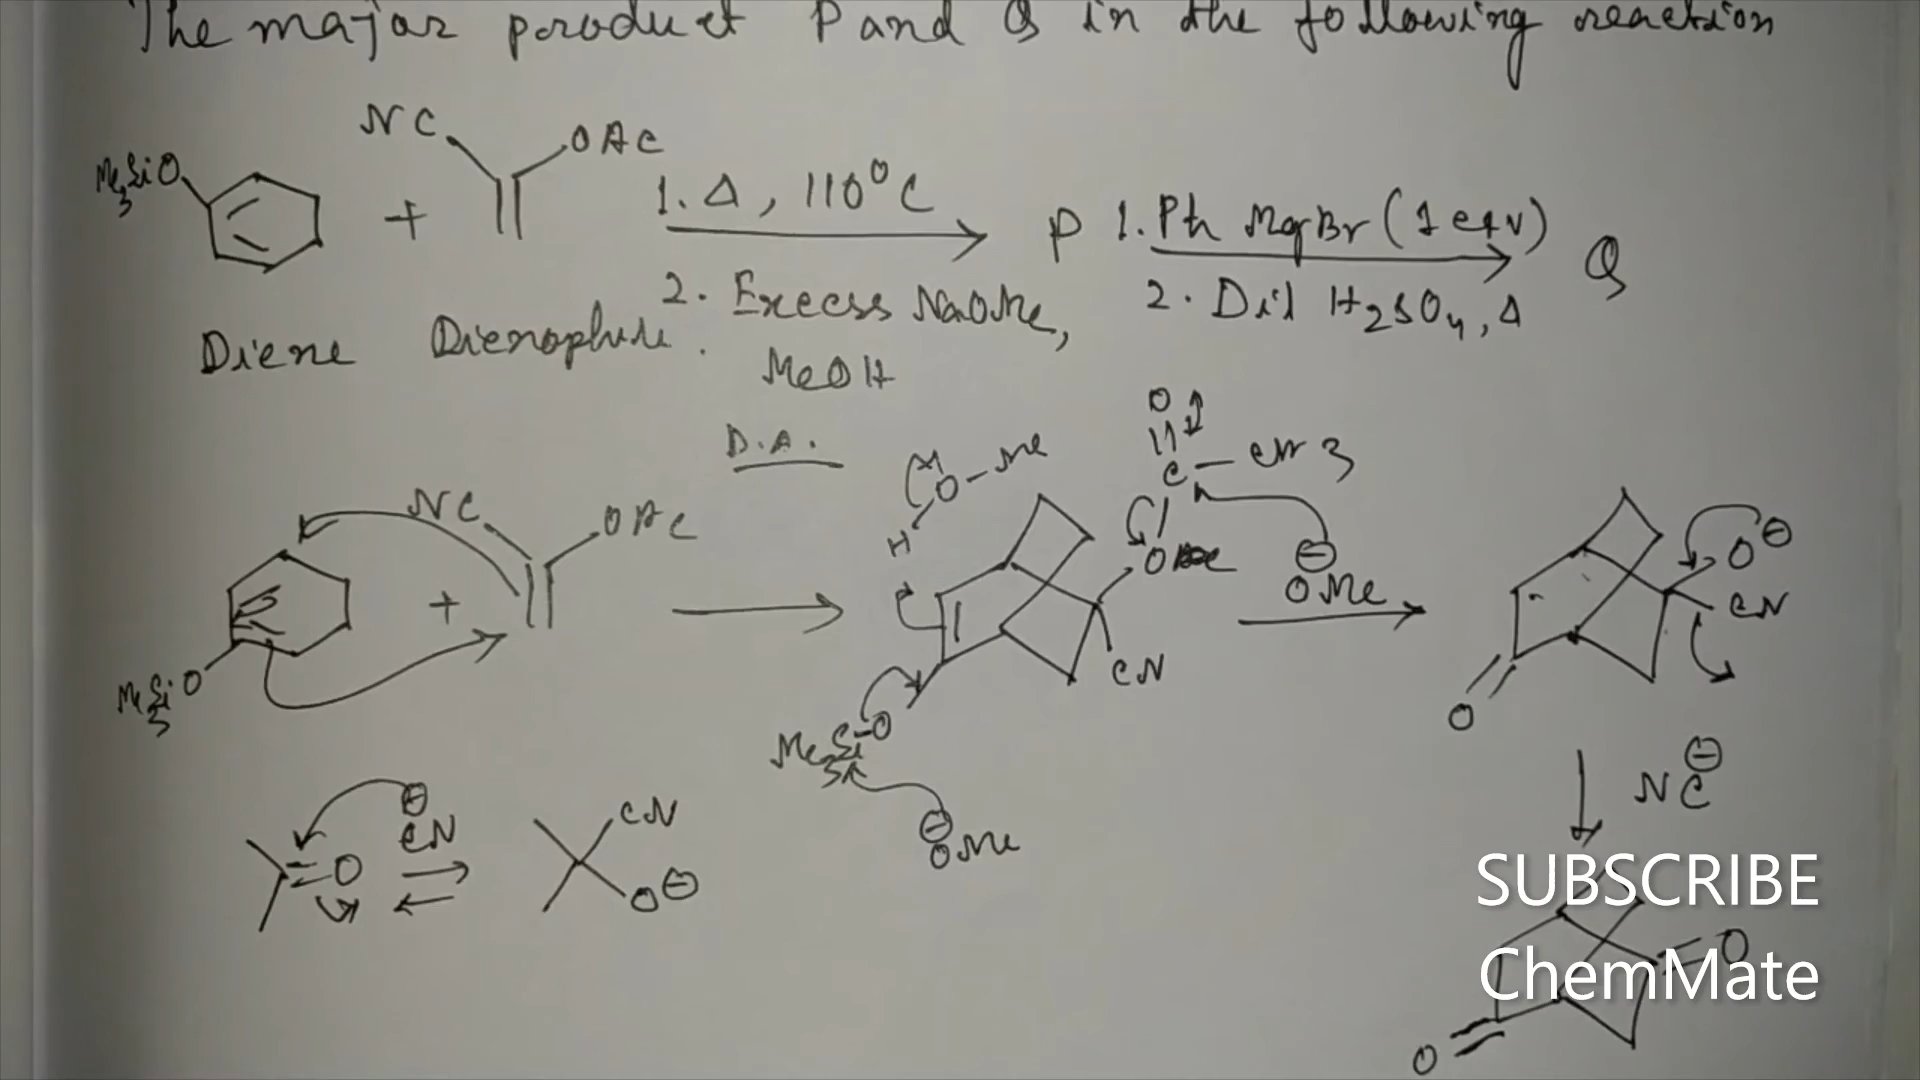 The major product P and Q in the following reaction
NC
OAC
Me3SiO
+
1. Δ, 110°C
P
1. Ph MgBr (1 eqv)
Q
2. Excess NaOMe,
MeOH
2. Dil H2SO4, Δ
Diene Dienophile.
D.A.
O
C - CH3
O - Me
H
NC
OAC
+
O
⊖
OMe
O⊖
CN
CN
Me3SiO
Me3Si-O
O
⊖
OMe
⊖
NC
⊖
CN
O
CN
O⊖
SUBSCRIBE
ChemMate
O
O